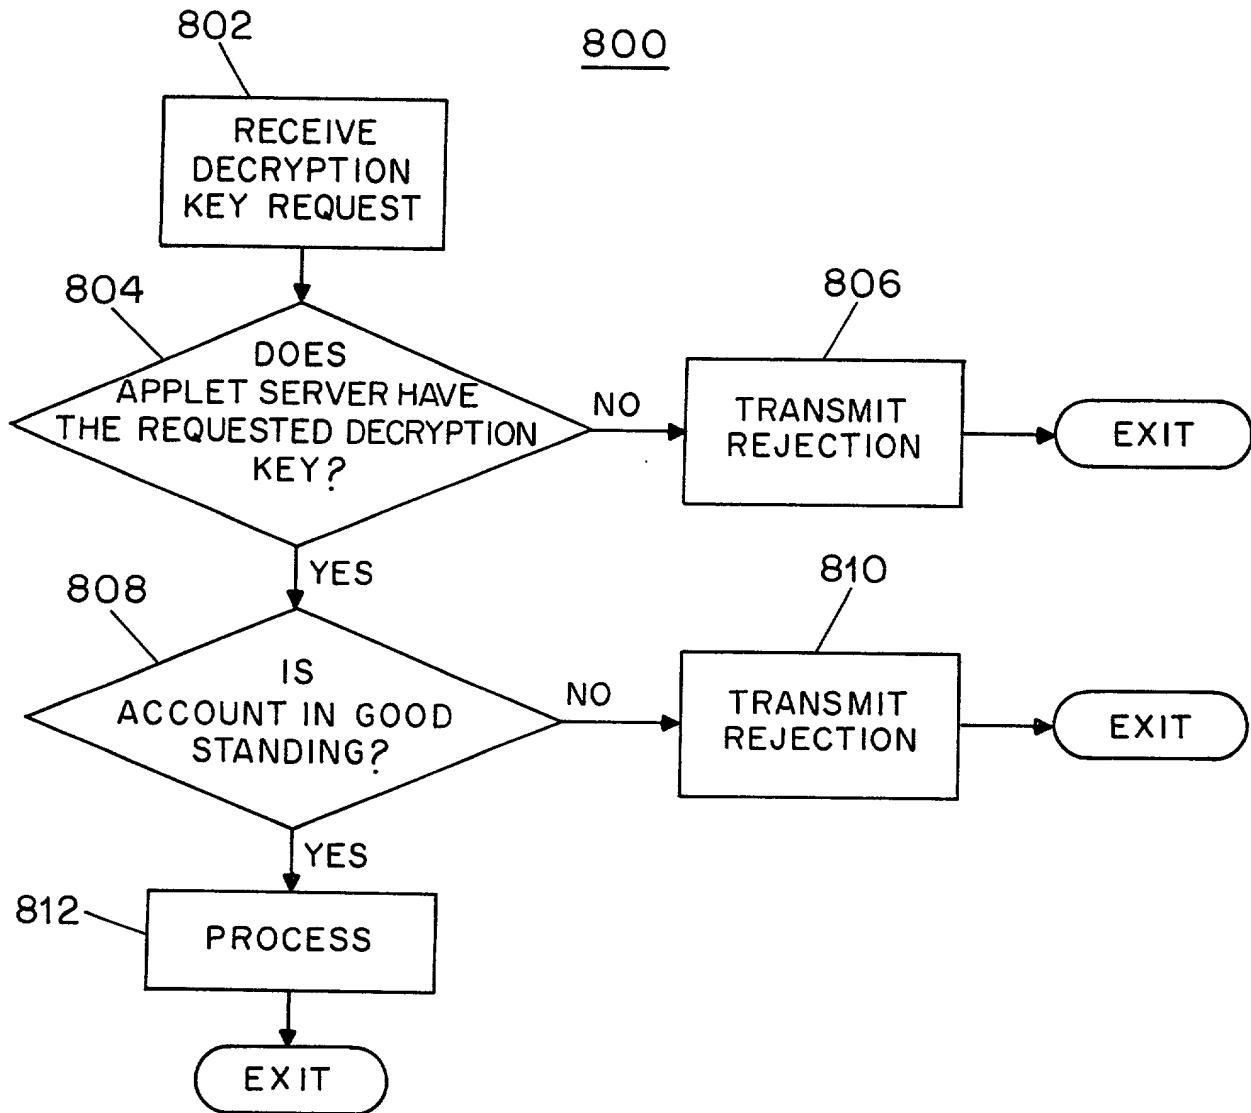 802
800
RECEIVE
DECRYPTION
KEY REQUEST
804
806
DOES
APPLET SERVER HAVE
THE REQUESTED DECRYPTION
KEY?
NO
TRANSMIT
REJECTION
EXIT
YES
808
810
IS
ACCOUNT IN GOOD
STANDING?
NO
TRANSMIT
REJECTION
EXIT
YES
812
PROCESS
EXIT